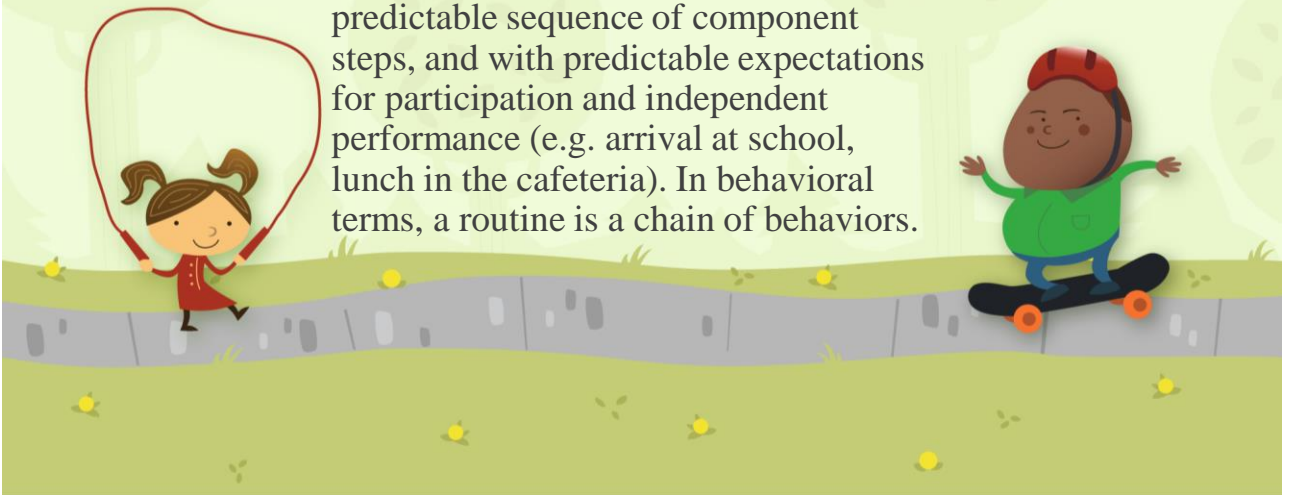 predictable sequence of component
steps, and with predictable expectations
for participation and independent
performance (e.g. arrival at school,
lunch in the cafeteria). In behavioral
terms, a routine is a chain of behaviors.